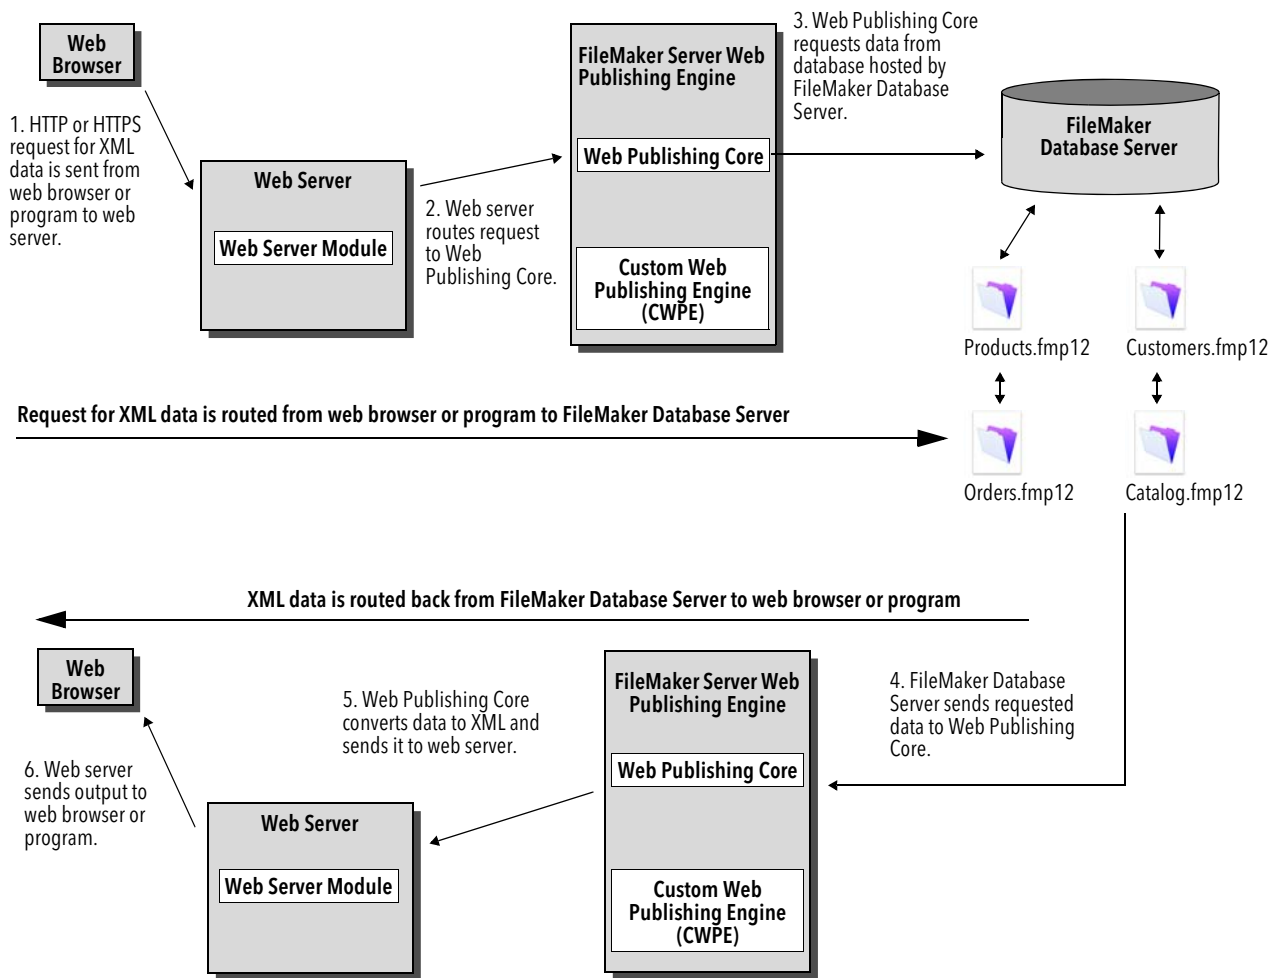 Web
Browser
1. HTTP or HTTPS
request for XML
data is sent from
web browser or
program to web
server.
Web Server
Web Server Module
2. Web server
routes request
to Web
Publishing Core.
FileMaker Server Web
Publishing Engine
Web Publishing Core
Custom Web
Publishing Engine
(CWPE)
3. Web Publishing Core
requests data from
database hosted by
FileMaker Database
Server.
FileMaker
Database Server
Products.fmp12
Customers.fmp12
Orders.fmp12
Catalog.fmp12
Request for XML data is routed from web browser or program to FileMaker Database Server
XML data is routed back from FileMaker Database Server to web browser or program
4. FileMaker Database
Server sends requested
data to Web Publishing
Core.
FileMaker Server Web
Publishing Engine
Web Publishing Core
Custom Web
Publishing Engine
(CWPE)
5. Web Publishing Core
converts data to XML and
sends it to web server.
Web Server
Web Server Module
6. Web server
sends output to
web browser or
program.
Web
Browser